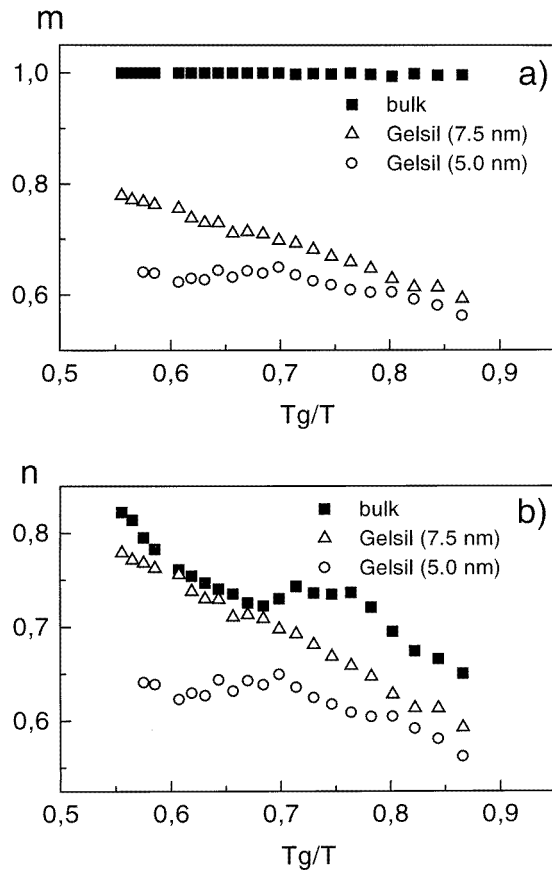 m
1,0
0,8
0,6
a)
bulk
Gelsil (7.5 nm)
Gelsil (5.0 nm)
0,5
0,6
0,7
0,8
0,9
Tg/T
n
0,8
0,7
0,6
b)
bulk
Gelsil (7.5 nm)
Gelsil (5.0 nm)
0,5
0,6
0,7
0,8
0,9
Tg/T